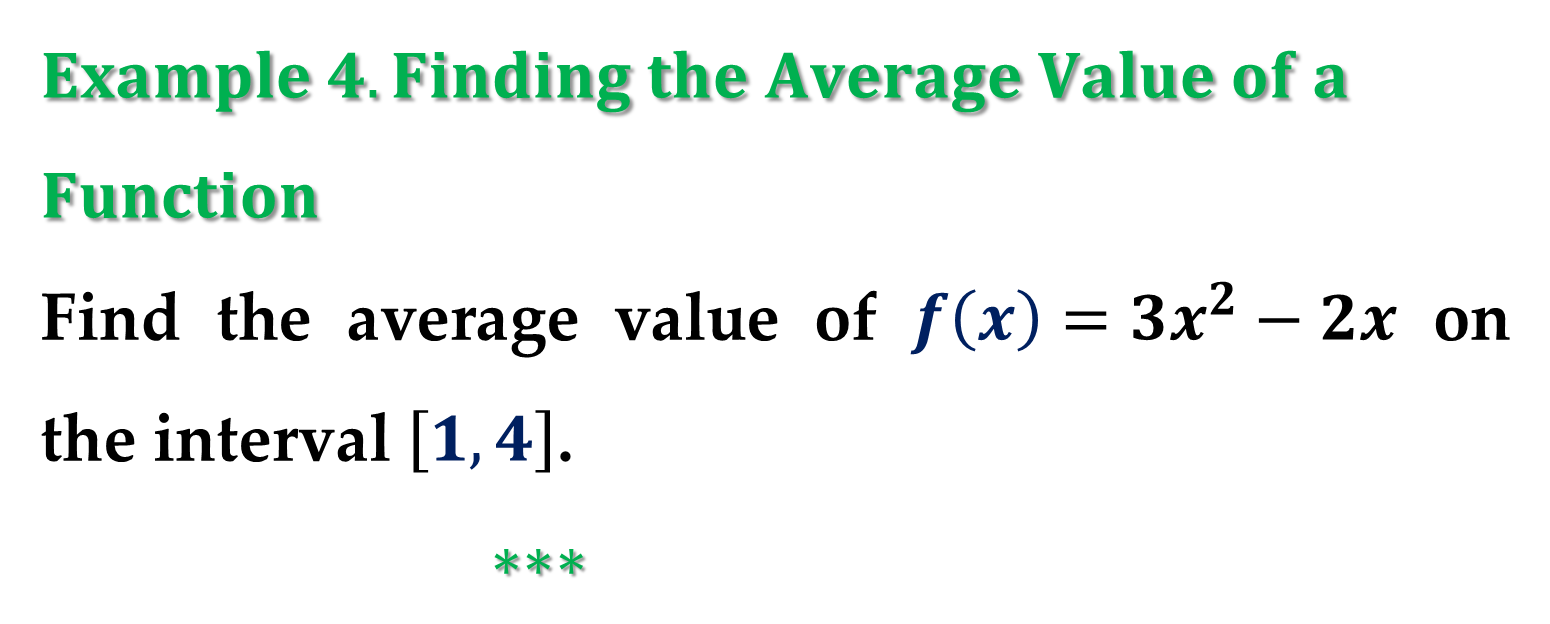 Example 4. Finding the Average Value of a
Function
Find the average value of f(x) = 3x² − 2x on
the interval [1, 4].
***